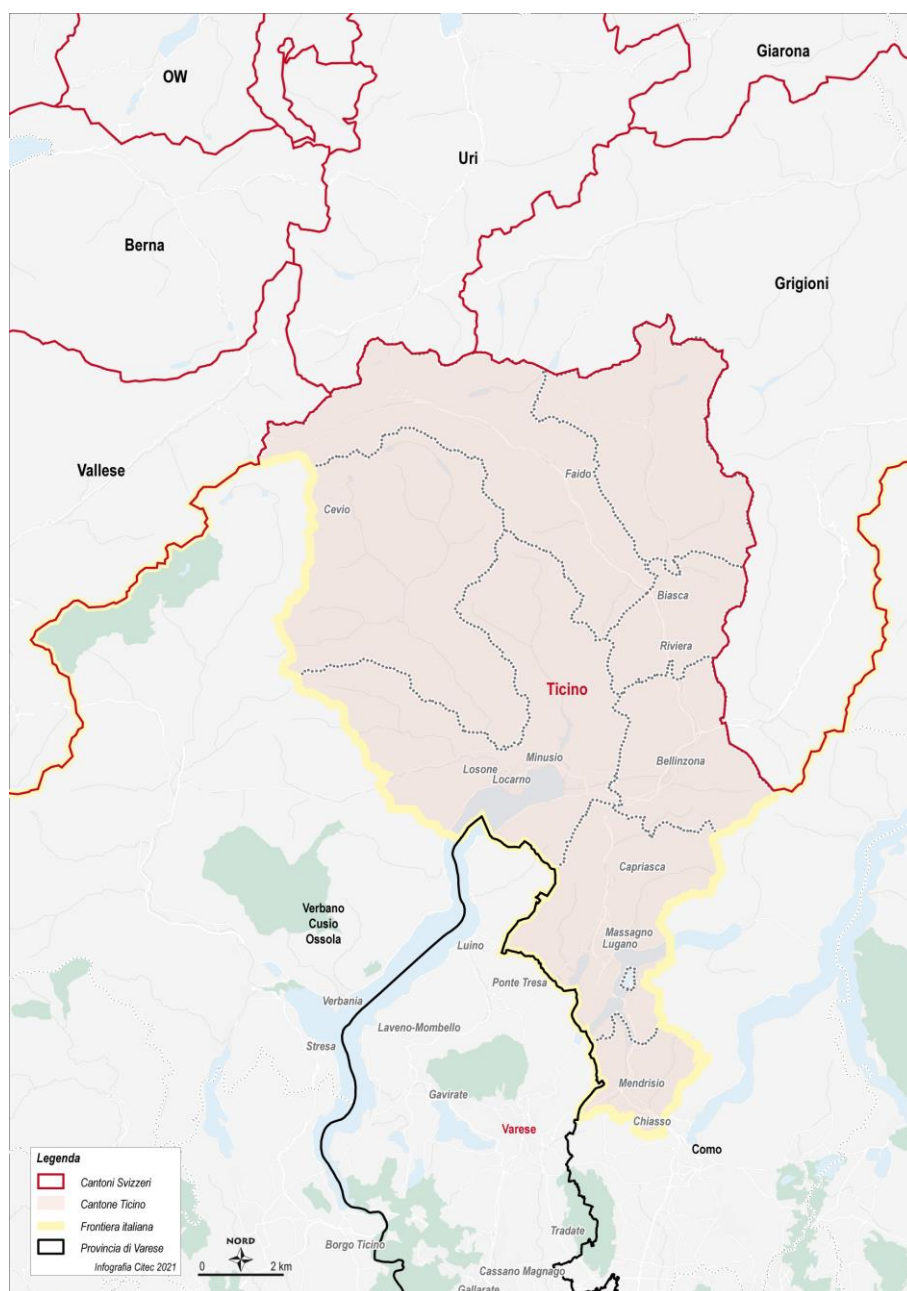 Giarona
OW
Uri
Berna
Grigioni
Vallese
Faido
Cevio
Biasca
Riviera
Ticino
Minusio
Bellinzona
Losone
Locarno
Capriasca
Verbano
Cusio
Ossola
Massagno
Lugano
Luino
Ponte Tresa
Verbania
Laveno-Mombello
Stresa
Mendrisio
Gavirate
Chiasso
Varese
Como
Legenda
Cantoni Svizzeri
Cantone Ticino
Frontiera italiana
Provincia di Varese
Infografia Citec 2021
NORD
0 2 km
Borgo Ticino
Tradate
Cassano Magnago
Gallarate